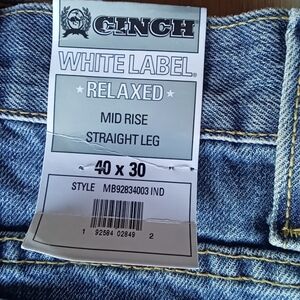 CINCH
WHITE LABEL®
★ RELAXED ★
MID RISE
STRAIGHT LEG
40 x 30
STYLE MB92834003 IND
1 92584 02849 2